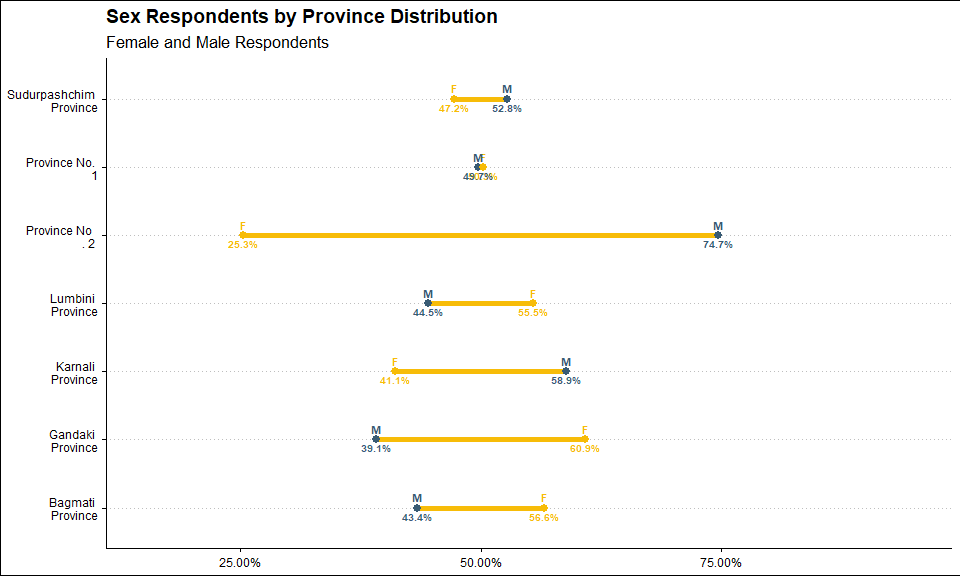 Sex Respondents by Province Distribution
Female and Male Respondents
Sudurpashchim
Province
F
M
47.2%
52.8%
Province No.
1
M
F
49.7%
Province No
. 2
F
M
25.3%
74.7%
Lumbini
Province
M
F
44.5%
55.5%
Karnali
Province
F
M
41.1%
58.9%
Gandaki
Province
M
F
39.1%
60.9%
Bagmati
Province
M
F
43.4%
56.6%
25.00%
50.00%
75.00%